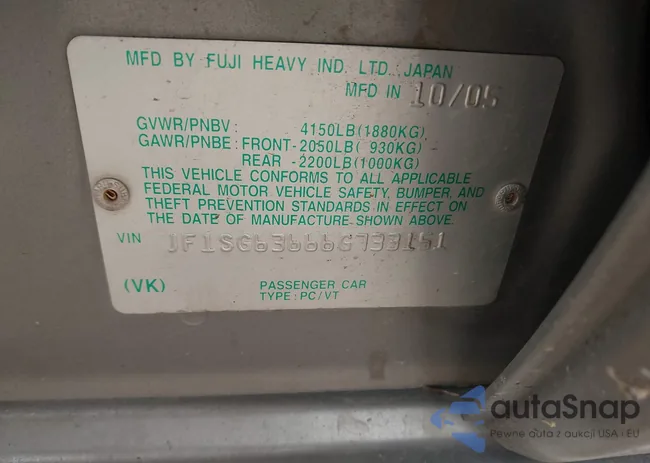 MFD BY FUJI HEAVY IND. LTD. JAPAN
MFD IN 10/05
GVWR/PNBV : 4150LB(1880KG)
GAWR/PNBE : FRONT-2050LB( 930KG)
REAR -2200LB(1000KG)
THIS VEHICLE CONFORMS TO ALL APPLICABLE
FEDERAL MOTOR VEHICLE SAFETY, BUMPER, AND
THEFT PREVENTION STANDARDS IN EFFECT ON
THE DATE OF MANUFACTURE SHOWN ABOVE.
VIN
(VK)
PASSENGER CAR
TYPE : PC/VT
autaSnap
Pewne auta z aukcji USA i EU